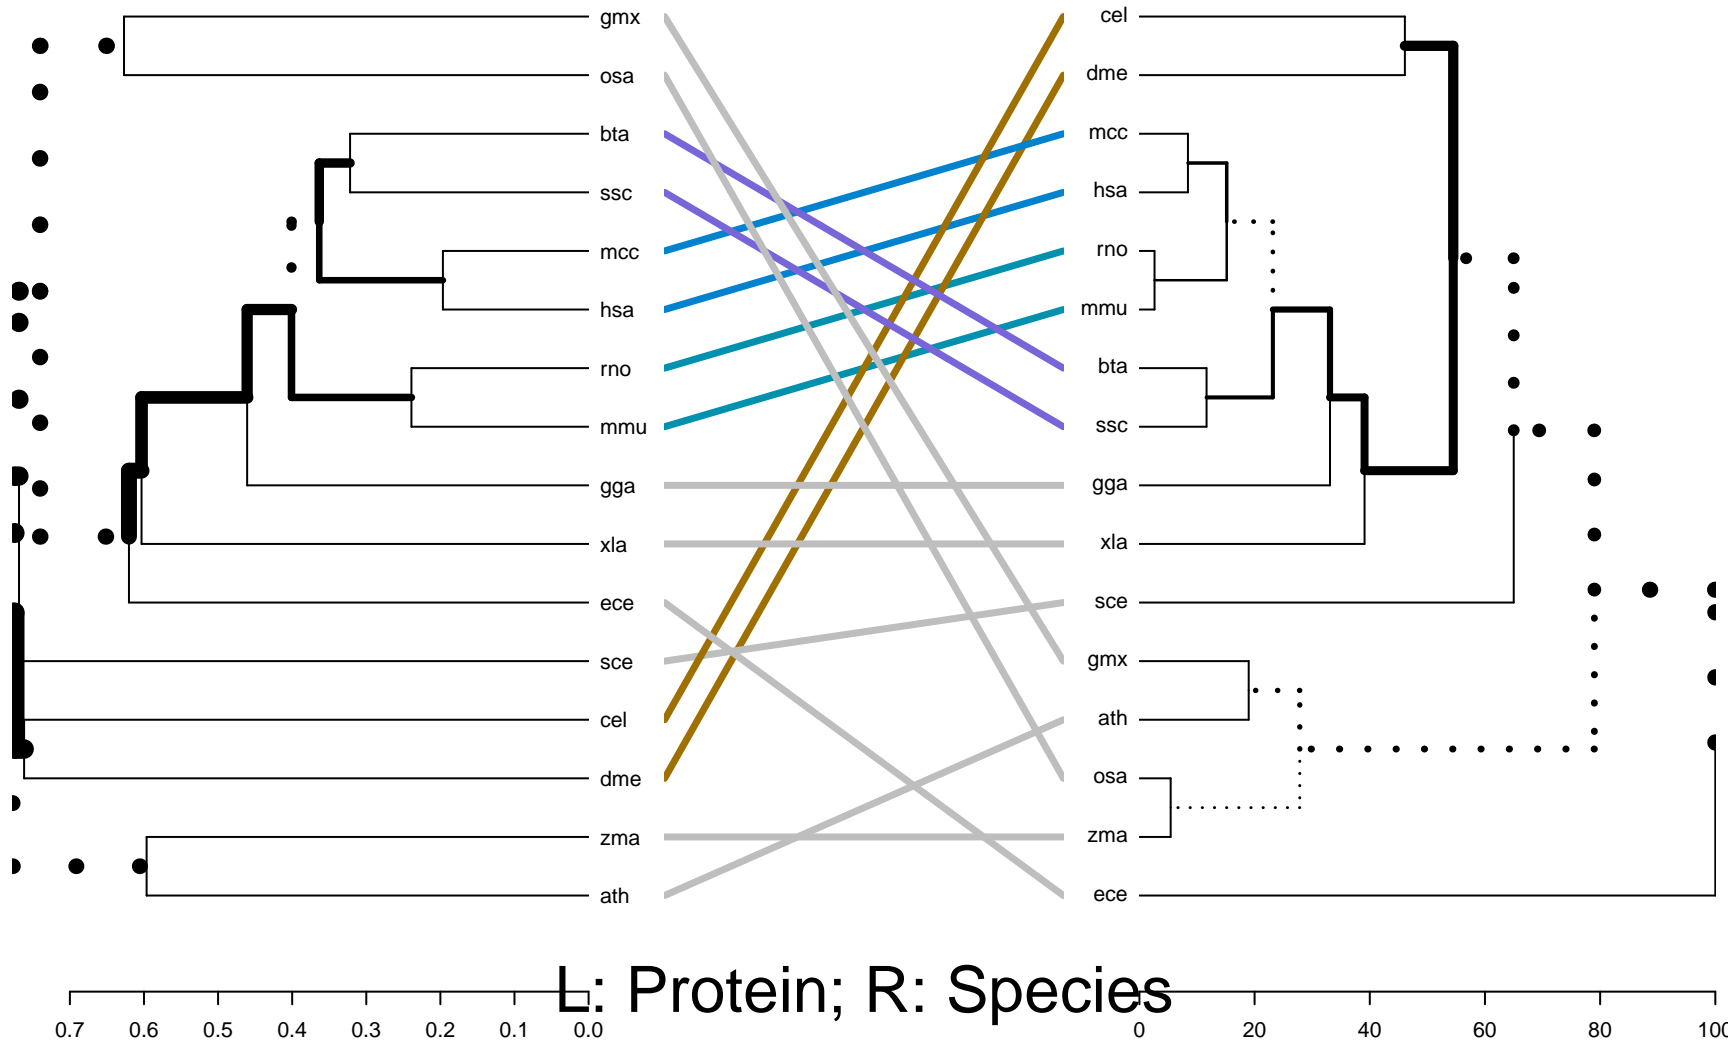 gmx cel
osa dme
bta mcc
ssc hsa
mcc rno
hsa mmu
rno bta
mmu ssc
gga gga
xla xla
ece sce
sce gmx
cel ath
dme osa
zma zma
ath ece
L: Protein; R: Species
0.7 0.6 0.5 0.4 0.3 0.2 0.1 0.0 0 20 40 60 80 100